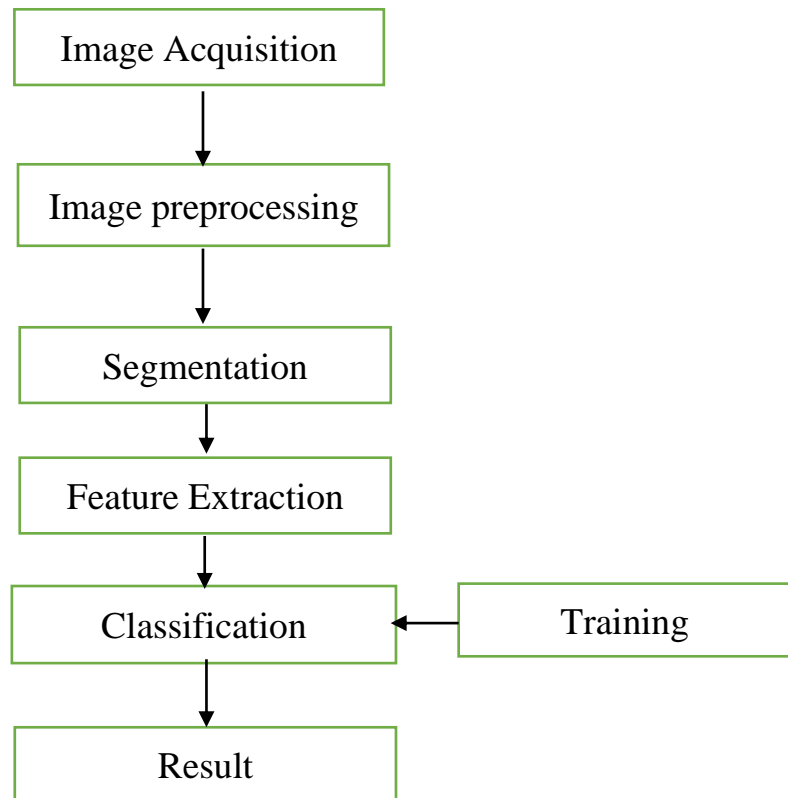 Image Acquisition
Image preprocessing
Segmentation
Feature Extraction
Classification
Training
Result